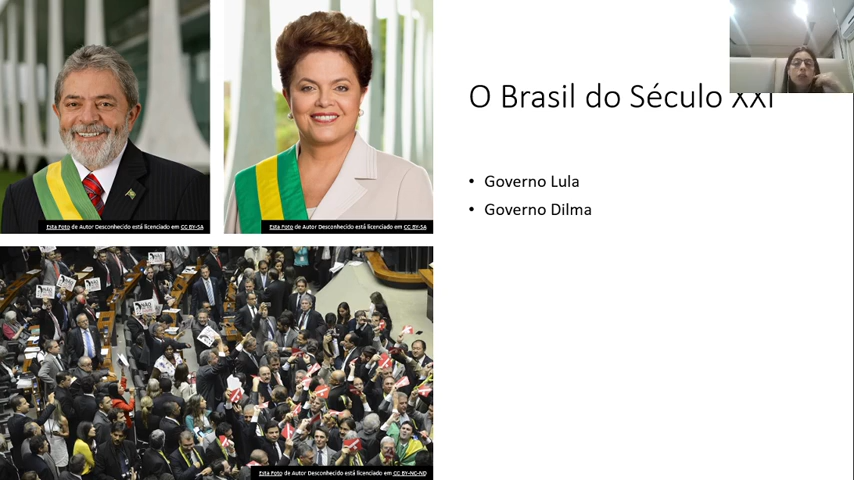 O Brasil do Século XXI
• Governo Lula
• Governo Dilma
Esta Foto de Autor Desconhecido está licenciado em CC BY-SA
Esta Foto de Autor Desconhecido está licenciado em CC BY-SA
Esta Foto de Autor Desconhecido está licenciado em CC BY-NC-ND